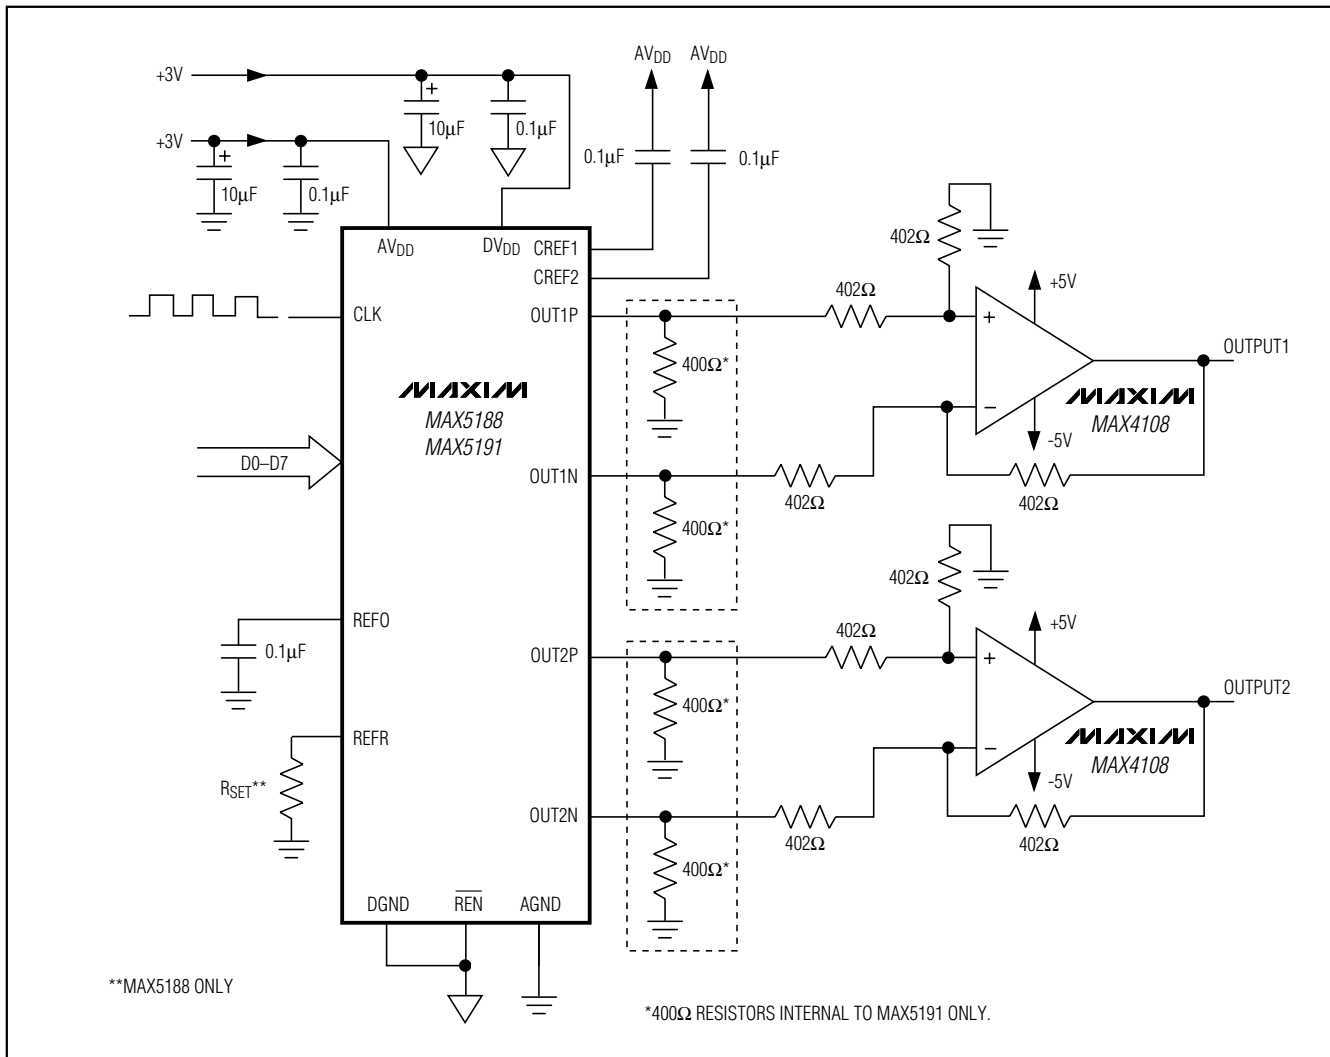 AVDD AVDD
+3V
+
10µF
0.1µF
+3V
+
10µF
0.1µF
0.1µF
0.1µF
AVDD
DVDD
CREF1
CREF2
402Ω
+5V
402Ω
CLK
OUT1P
+
OUTPUT1
400Ω*
MAXIM
MAX5188
MAX5191
MAXIM
MAX4108
−
-5V
D0–D7
OUT1N
402Ω
402Ω
400Ω*
402Ω
REF0
0.1µF
402Ω
+5V
OUT2P
+
OUTPUT2
400Ω*
REFR
MAXIM
MAX4108
−
-5V
RSET**
OUT2N
402Ω
402Ω
400Ω*
DGND
REN
AGND
**MAX5188 ONLY
*400Ω RESISTORS INTERNAL TO MAX5191 ONLY.